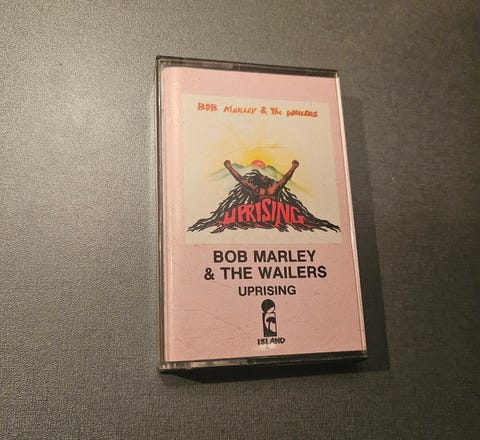 BOB MARLEY & THE WAILERS
UPRISING
BOB MARLEY
& THE WAILERS
UPRISING
ISLAND